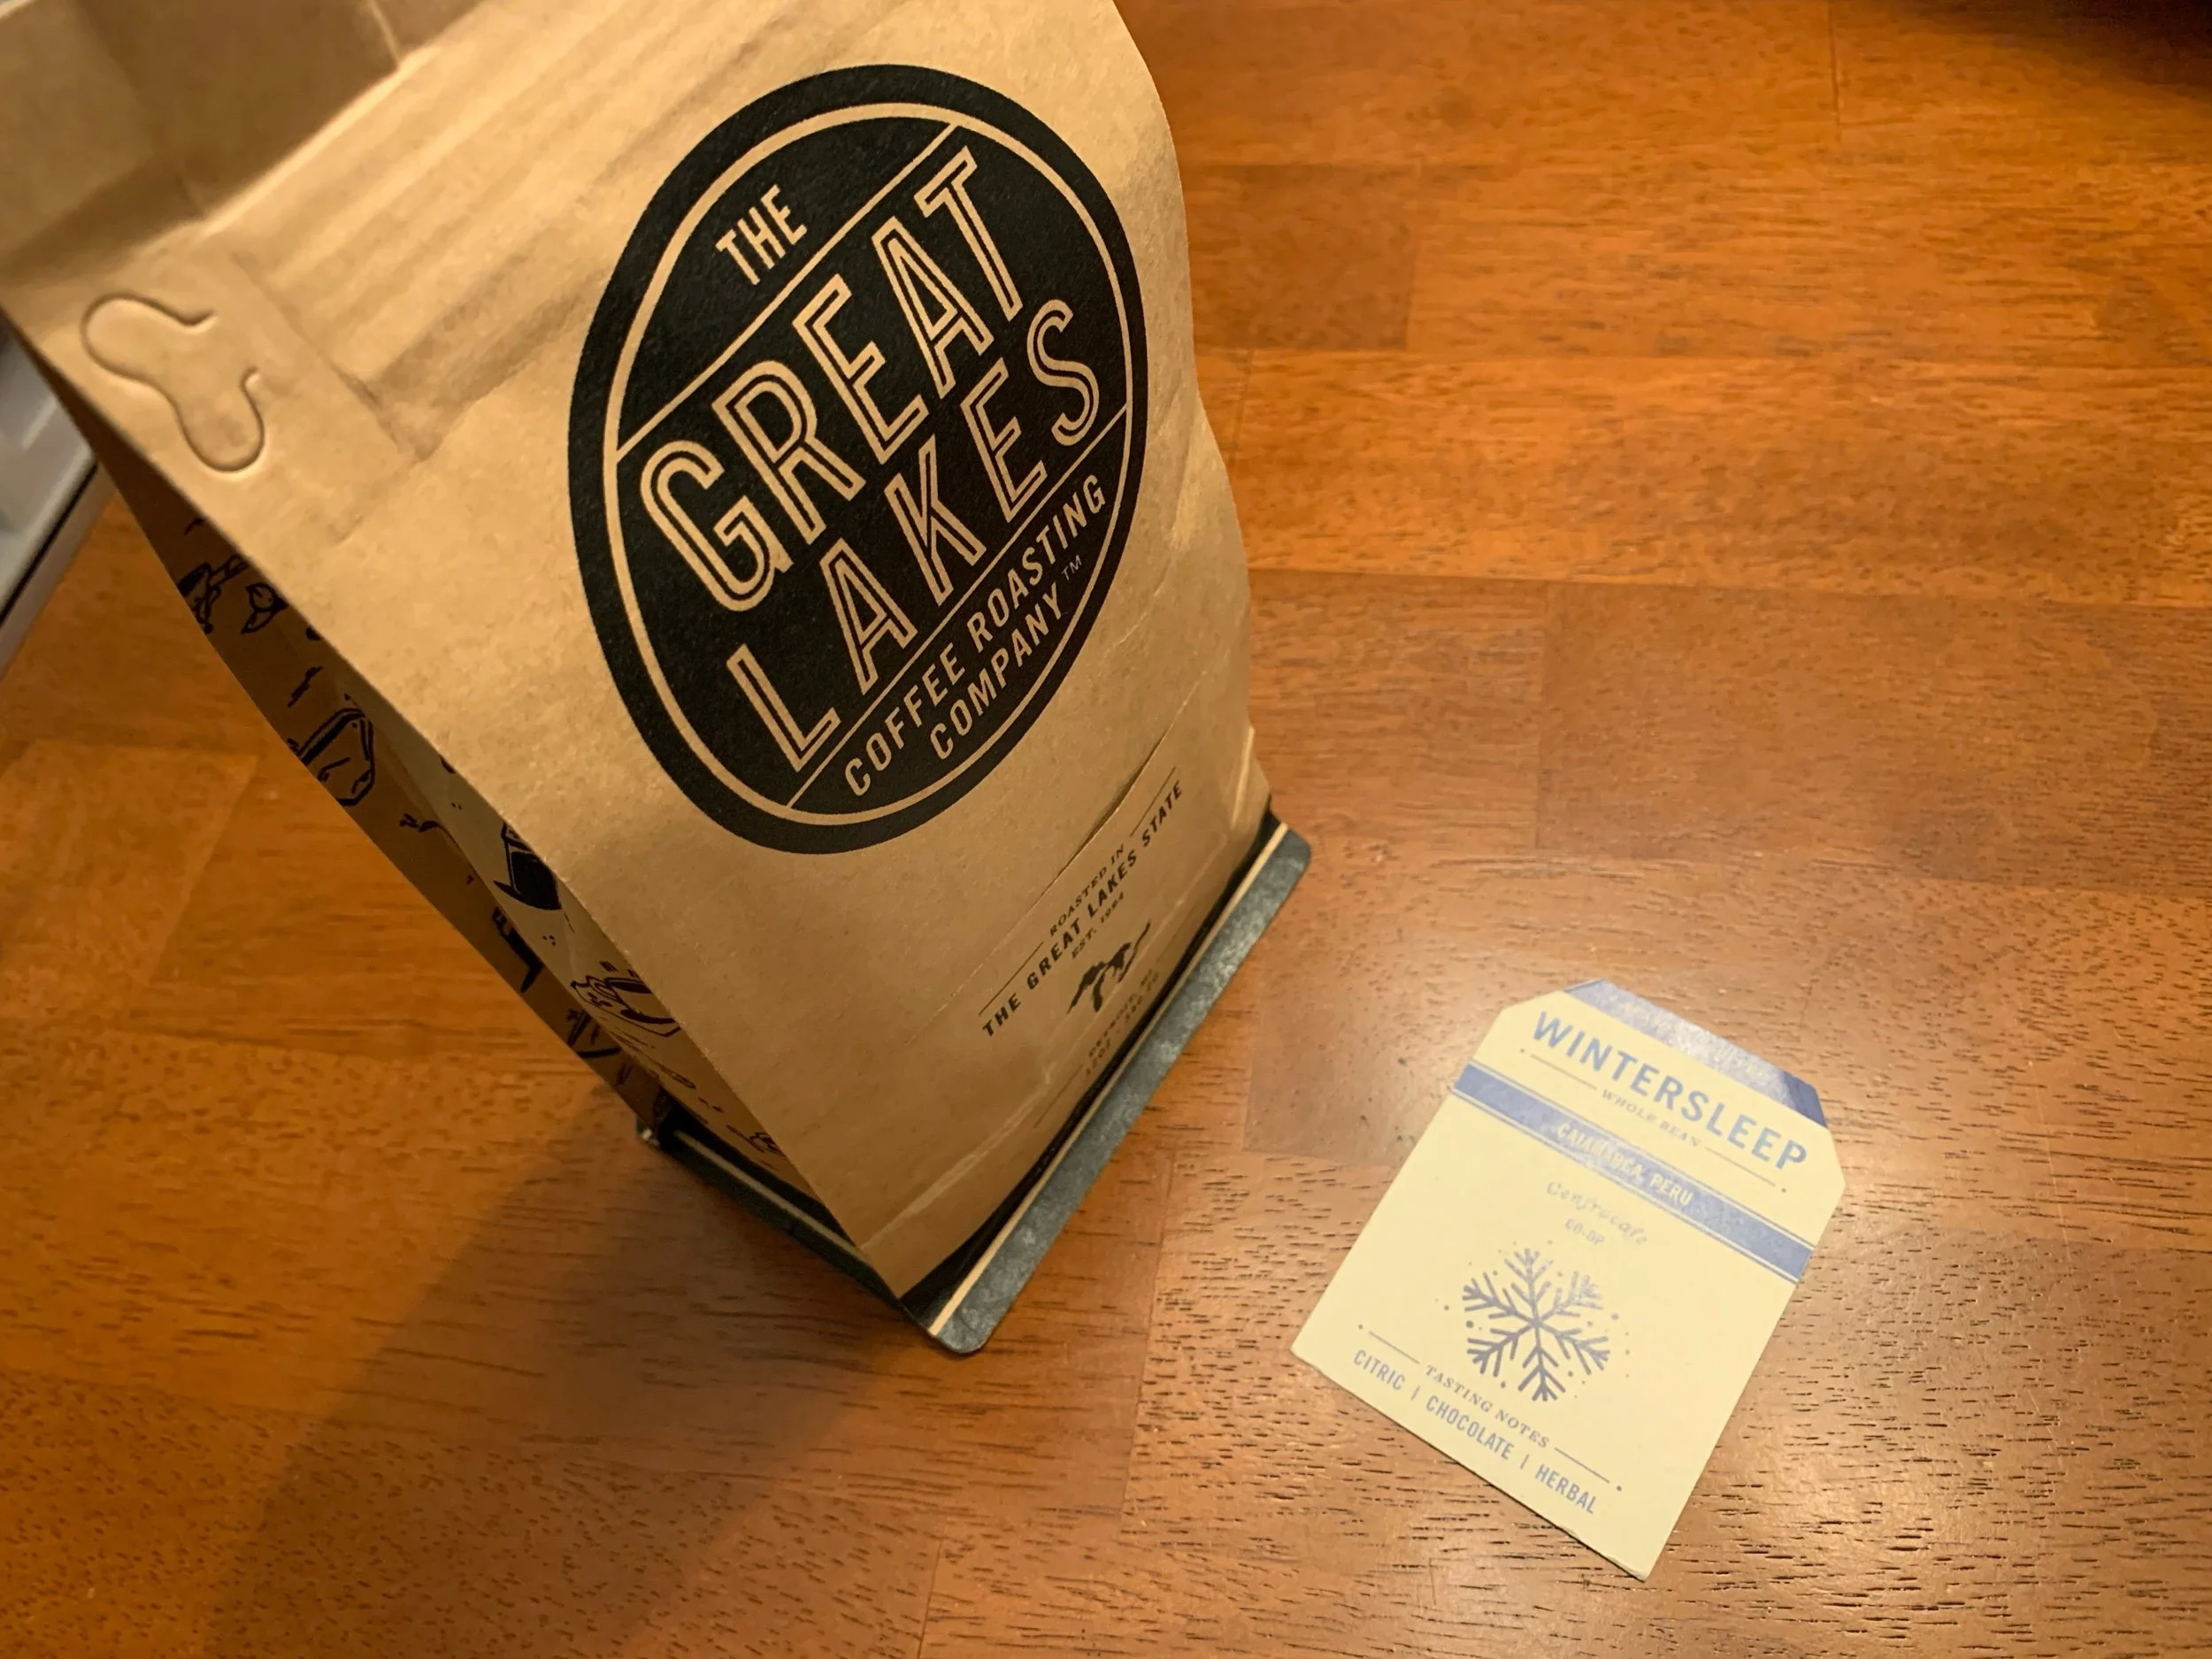 THE
GREAT
LAKES
COFFEE ROASTING
COMPANY™
ROASTED IN
THE GREAT LAKES STATE
EST. 1994
WINTERSLEEP
WHOLE BEAN
CAJAMARCA, PERU
Cenfrocafe
CO-OP
TASTING NOTES
CITRIC | CHOCOLATE | HERBAL